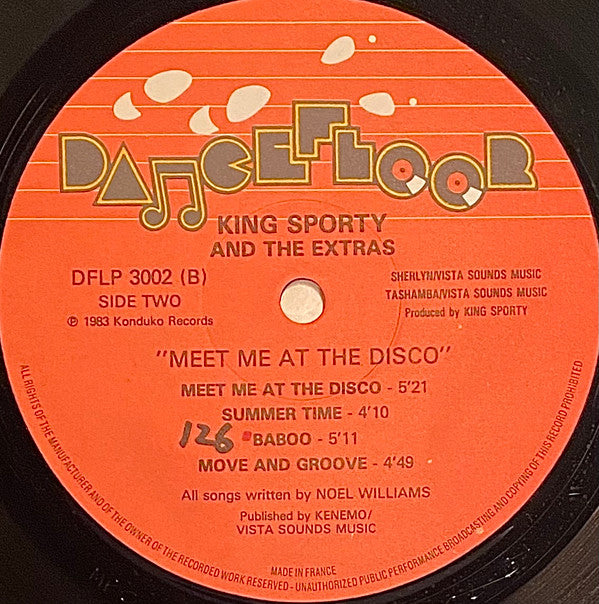 DANCEFLOOR
KING SPORTY
AND THE EXTRAS
DFLP 3002 (B)
SIDE TWO
℗ 1983 Konduko Records
SHERLYN/VISTA SOUNDS MUSIC
TASHAMBA/VISTA SOUNDS MUSIC
Produced by KING SPORTY
"MEET ME AT THE DISCO"
MEET ME AT THE DISCO - 5'21
SUMMER TIME - 4'10
126 BABOO - 5'11
MOVE AND GROOVE - 4'49
All songs written by NOEL WILLIAMS
Published by KENEMO/
VISTA SOUNDS MUSIC
MADE IN FRANCE
ALL RIGHTS OF THE MANUFACTURER AND OF THE OWNER OF THE RECORDED WORK RESERVED - UNAUTHORIZED PUBLIC PERFORMANCE BROADCASTING AND COPYING OF THIS RECORD PROHIBITED